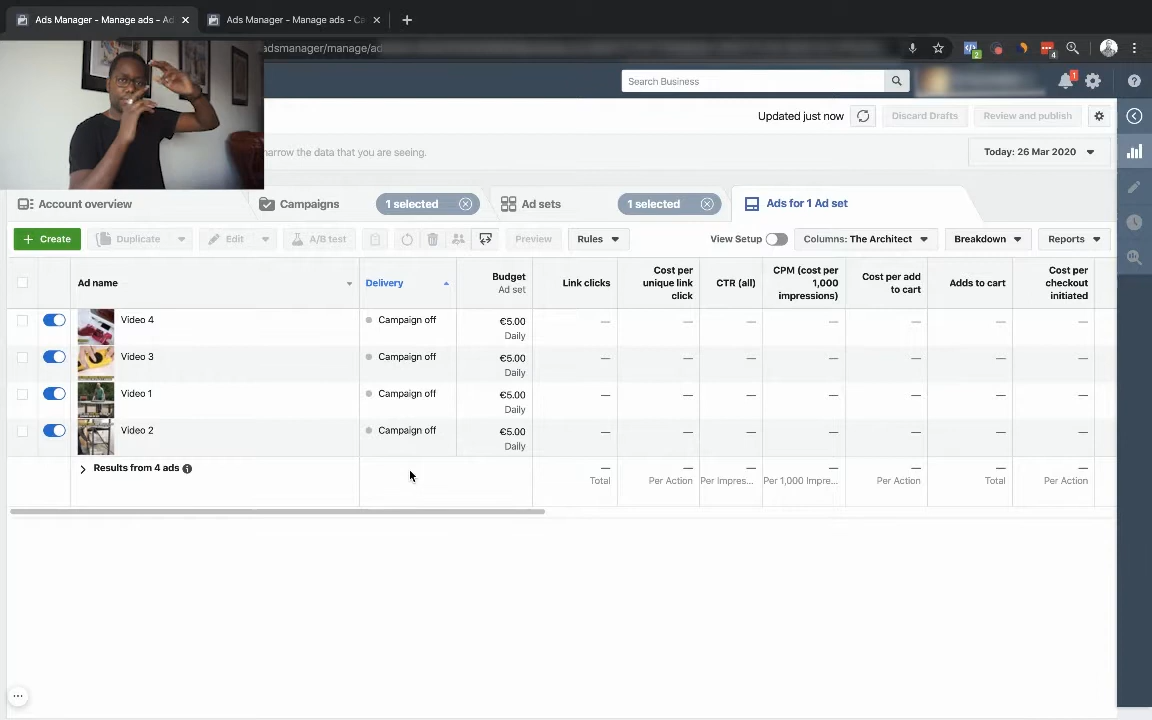 Ads Manager - Manage ads - Ad
Ads Manager - Manage ads - Ca
adsmanager/manage/ad
2
4
Search Business
1
Updated just now
Discard Drafts
Review and publish
narrow the data that you are seeing.
Today: 26 Mar 2020
Account overview
Campaigns
1 selected
Ad sets
1 selected
Ads for 1 Ad set
+ Create
Duplicate
Edit
A/B test
Preview
Rules
View Setup
Columns: The Architect
Breakdown
Reports
Ad name
Delivery
Budget
Ad set
Link clicks
Cost per
unique link
click
CTR (all)
CPM (cost per
1,000
impressions)
Cost per add
to cart
Adds to cart
Cost per
checkout
initiated
Video 4
Campaign off
€5.00
Daily
— — — — — — —
Video 3
Campaign off
€5.00
Daily
— — — — — — —
Video 1
Campaign off
€5.00
Daily
— — — — — — —
Video 2
Campaign off
€5.00
Daily
— — — — — — —
Results from 4 ads
— — — — — — —
Total
Per Action
Per Impres...
Per 1,000 Impre...
Per Action
Total
Per Action